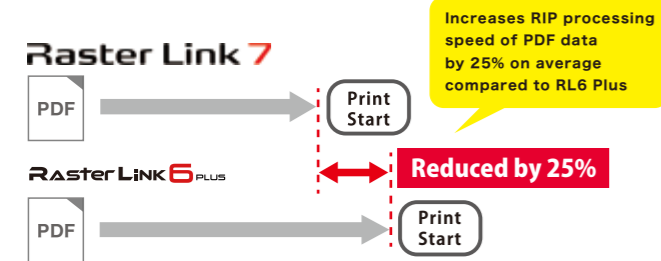 Increases RIP processing
speed of PDF data
by 25% on average
compared to RL6 Plus
Raster Link 7
PDF
Print
Start
Reduced by 25%
RASTER LINK 6 PLUS
PDF
Print
Start